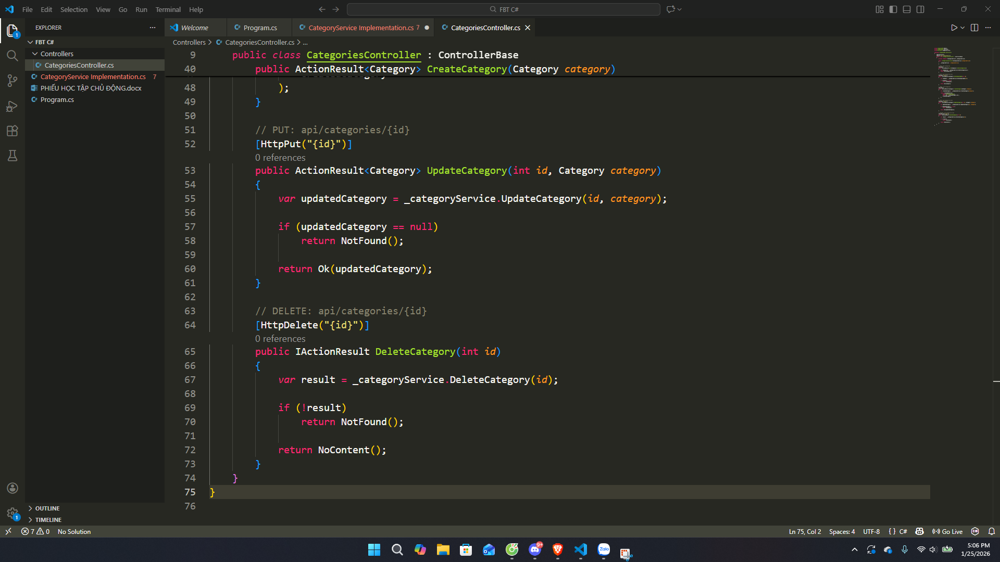 File Edit Selection View Go Run Terminal Help
FBT C#
EXPLORER
Welcome
Program.cs
CategoryService Implementation.cs 7
CategoriesController.cs
FBT C#
Controllers
CategoriesController.cs
CategoryService Implementation.cs 7
PHIẾU HỌC TẬP CHỦ ĐỘNG.docx
Program.cs
Controllers > CategoriesController.cs > ...
9 public class CategoriesController : ControllerBase
40 public ActionResult<Category> CreateCategory(Category category)
48 );
49 }
50
51 // PUT: api/categories/{id}
52 [HttpPut("{id}")]
0 references
53 public ActionResult<Category> UpdateCategory(int id, Category category)
54 {
55 var updatedCategory = _categoryService.UpdateCategory(id, category);
56
57 if (updatedCategory == null)
58 return NotFound();
59
60 return Ok(updatedCategory);
61 }
62
63 // DELETE: api/categories/{id}
64 [HttpDelete("{id}")]
0 references
65 public IActionResult DeleteCategory(int id)
66 {
67 var result = _categoryService.DeleteCategory(id);
68
69 if (!result)
70 return NotFound();
71
72 return NoContent();
73 }
74 }
75 }
76
OUTLINE
TIMELINE
1
1
7 0 No Solution
Ln 75, Col 2 Spaces: 4 UTF-8 { } C# Go Live
9+
Zalo
5:06 PM
1/25/2026